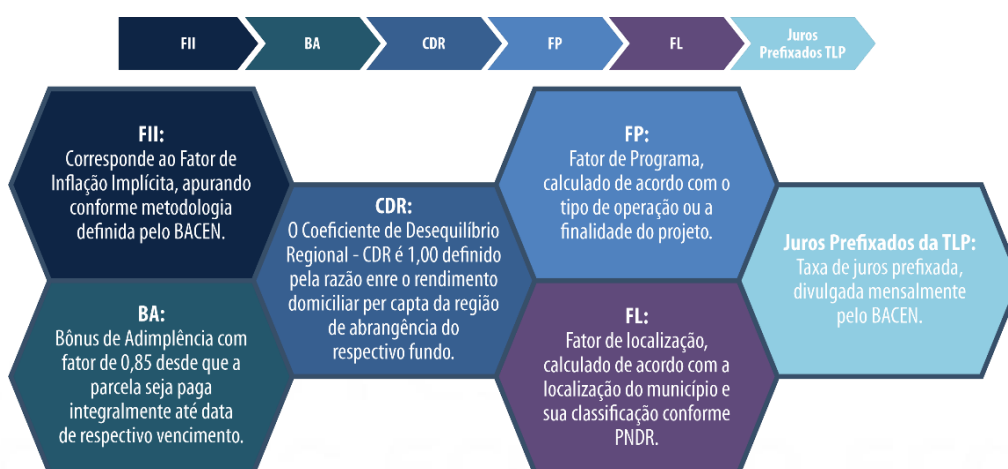 FII
BA
CDR
FP
FL
Juros
Prefixados TLP
FII:
Corresponde ao Fator de
Inflação Implícita, apurando
conforme metodologia
definida pelo BACEN.
BA:
Bônus de Adimplência com
fator de 0,85 desde que a
parcela seja paga
integralmente até data
de respectivo vencimento.
CDR:
O Coeficiente de Desequilíbrio
Regional - CDR é 1,00 definido
pela razão enre o rendimento
domiciliar per capta da região
de abrangência do
respectivo fundo.
FP:
Fator de Programa,
calculado de acordo com o
tipo de operação ou a
finalidade do projeto.
FL:
Fator de localização,
calculado de acordo com a
localização do município e
sua classificação conforme
PNDR.
Juros Prefixados da TLP:
Taxa de juros prefixada,
divulgada mensalmente
pelo BACEN.